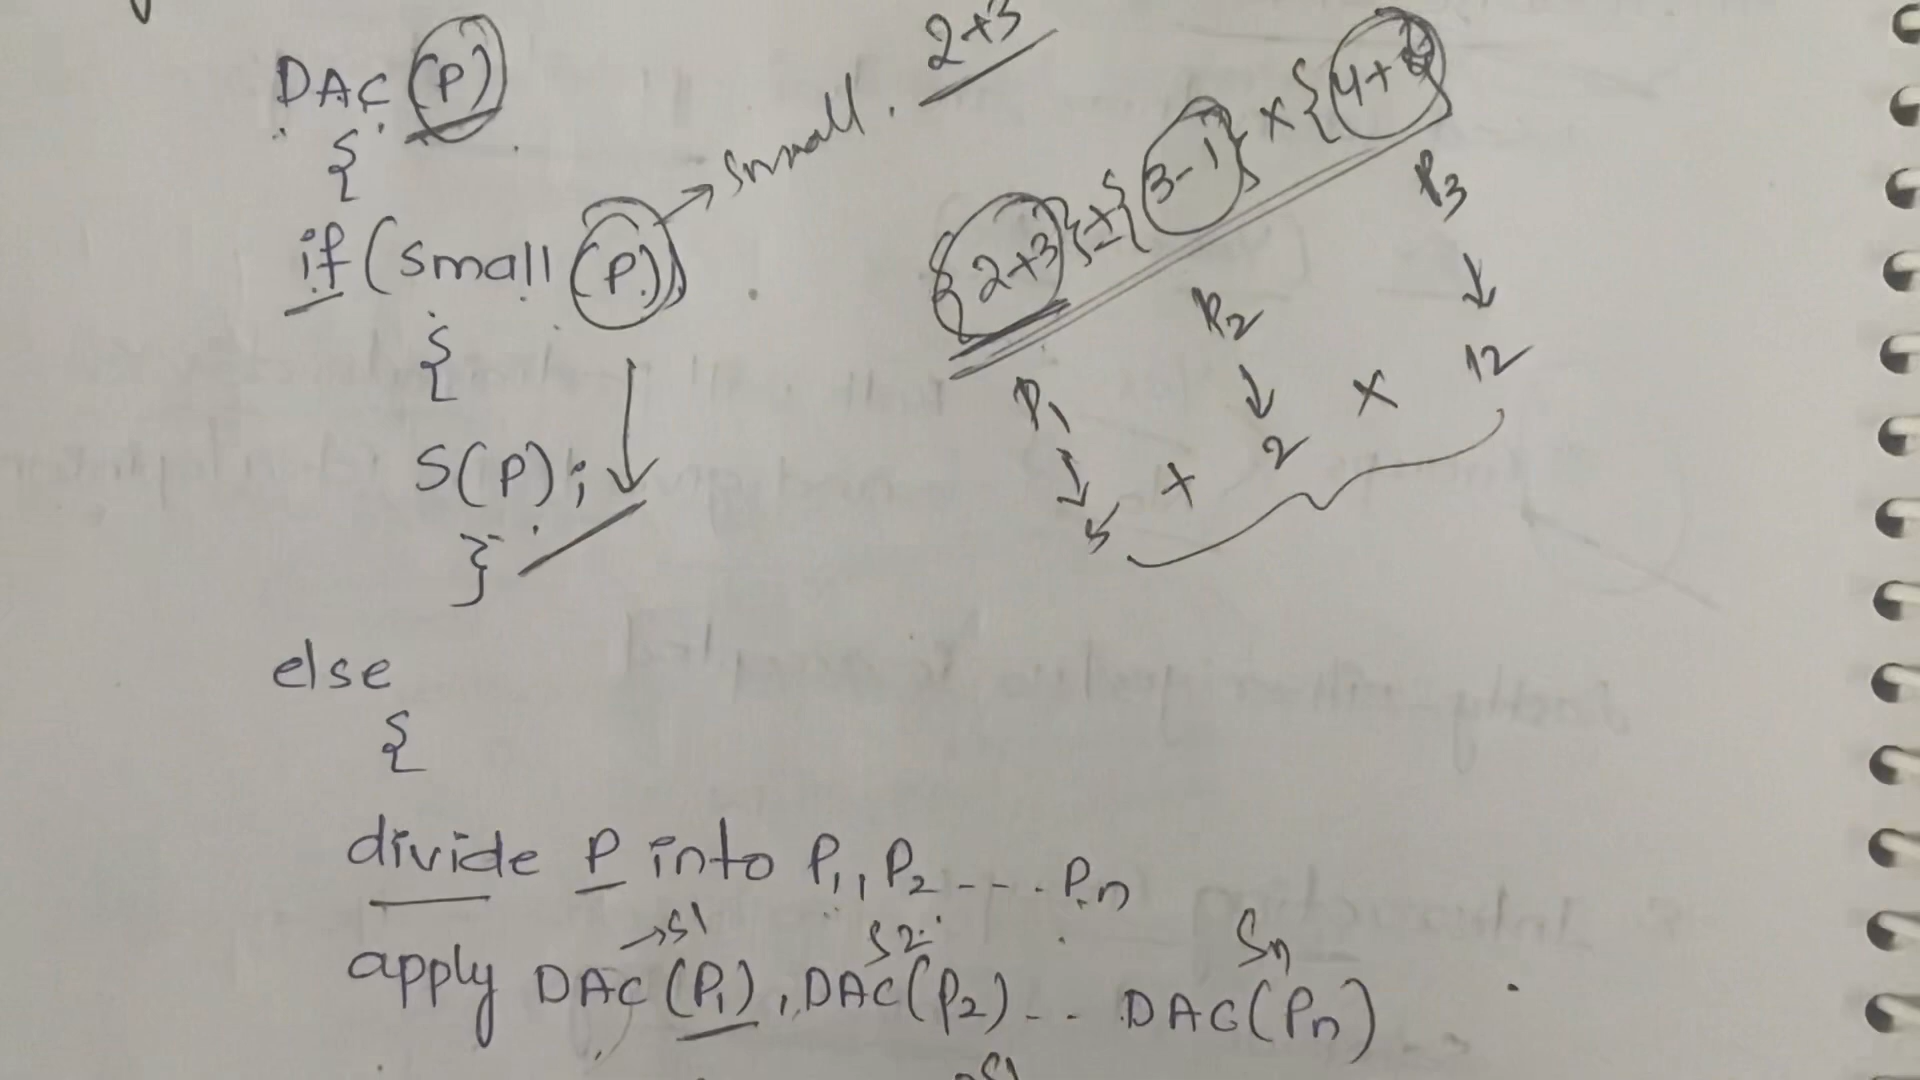 DAC (P)
{
if (small (P))
→ small.
2+3
{
S(P);
}
{2+3} + {3-1} × {4+
P1 P2 P3
5 + 2 × 12
else
{
divide P into P1, P2 ---. Pn
→S1 S2 Sn
apply DAC (P1), DAC (P2) -- DAC (Pn)